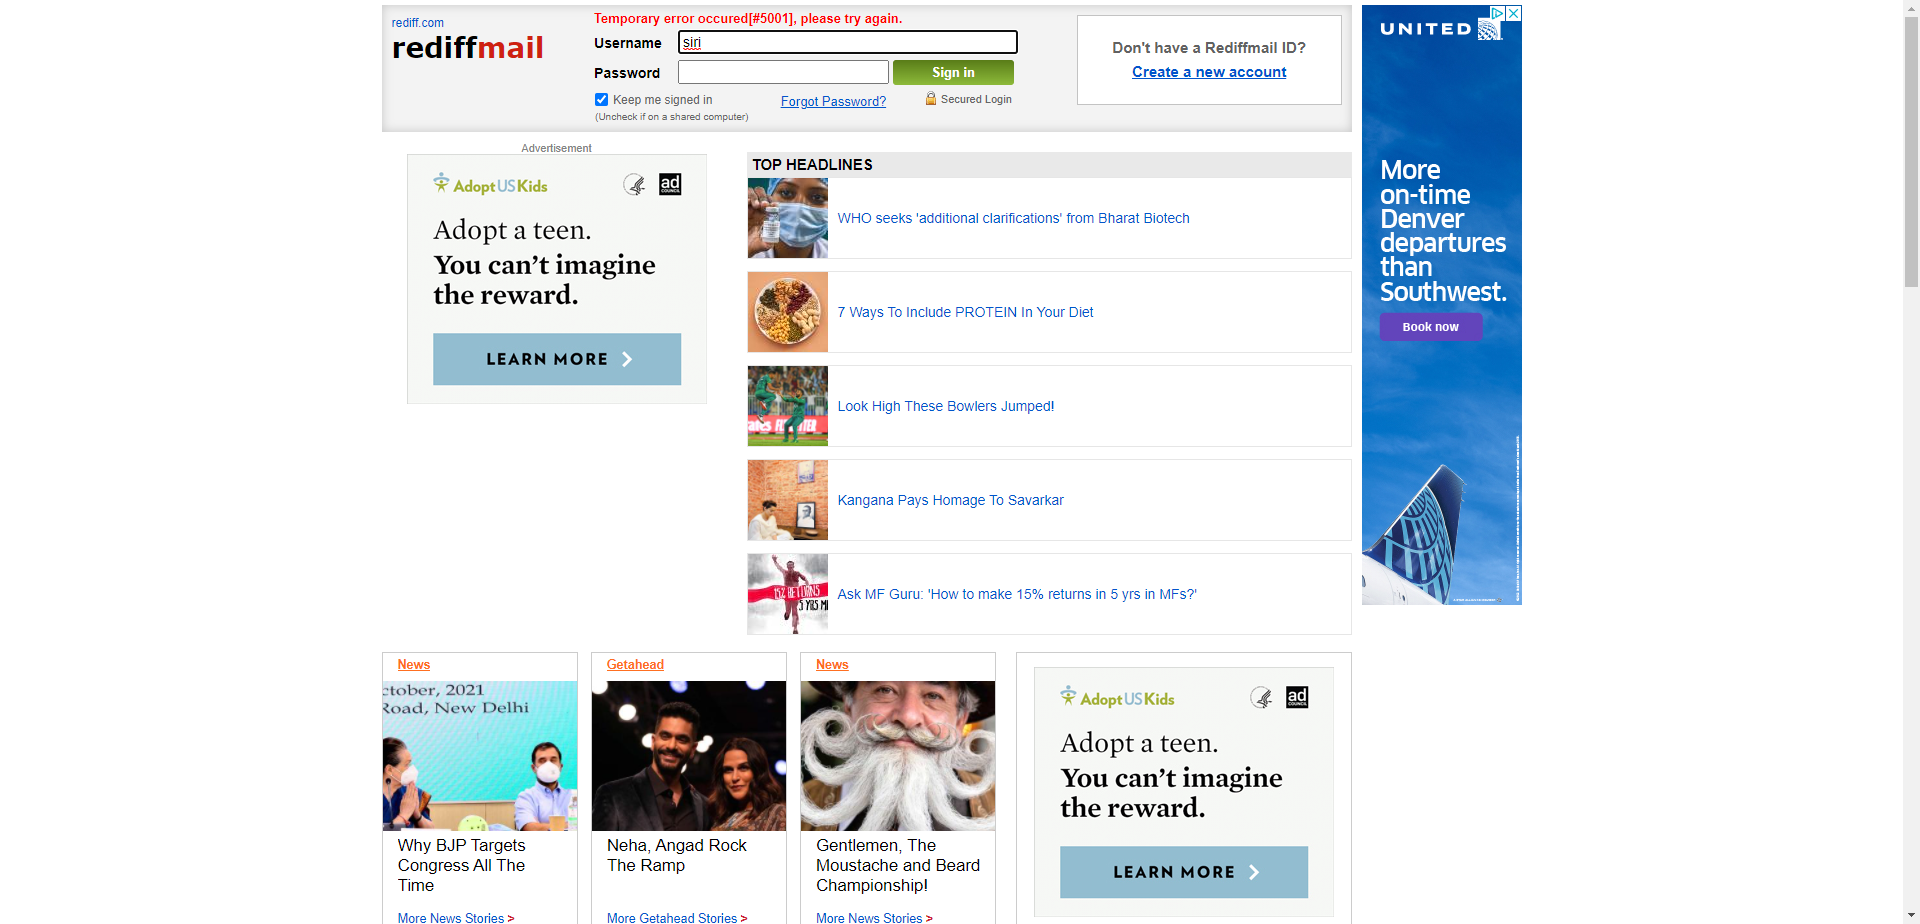 rediff.com
rediffmail
Temporary error occured[#5001], please try again.
Username siri
Password Sign in
Keep me signed in Forgot Password? Secured Login
(Uncheck if on a shared computer)
Don't have a Rediffmail ID?
Create a new account
Advertisement
AdoptUSKids ad
COUNCIL
Adopt a teen.
You can’t imagine
the reward.
LEARN MORE
TOP HEADLINES
WHO seeks 'additional clarifications' from Bharat Biotech
7 Ways To Include PROTEIN In Your Diet
Look High These Bowlers Jumped!
Kangana Pays Homage To Savarkar
15% RETURNS
5 YRS
Ask MF Guru: 'How to make 15% returns in 5 yrs in MFs?'
UNITED
More
on-time
Denver
departures
than
Southwest.
Book now
News
ctober, 2021
Road, New Delhi
Why BJP Targets
Congress All The
Time
More News Stories >
Getahead
Neha, Angad Rock
The Ramp
More Getahead Stories >
News
Gentlemen, The
Moustache and Beard
Championship!
More News Stories >
AdoptUSKids ad
COUNCIL
Adopt a teen.
You can’t imagine
the reward.
LEARN MORE